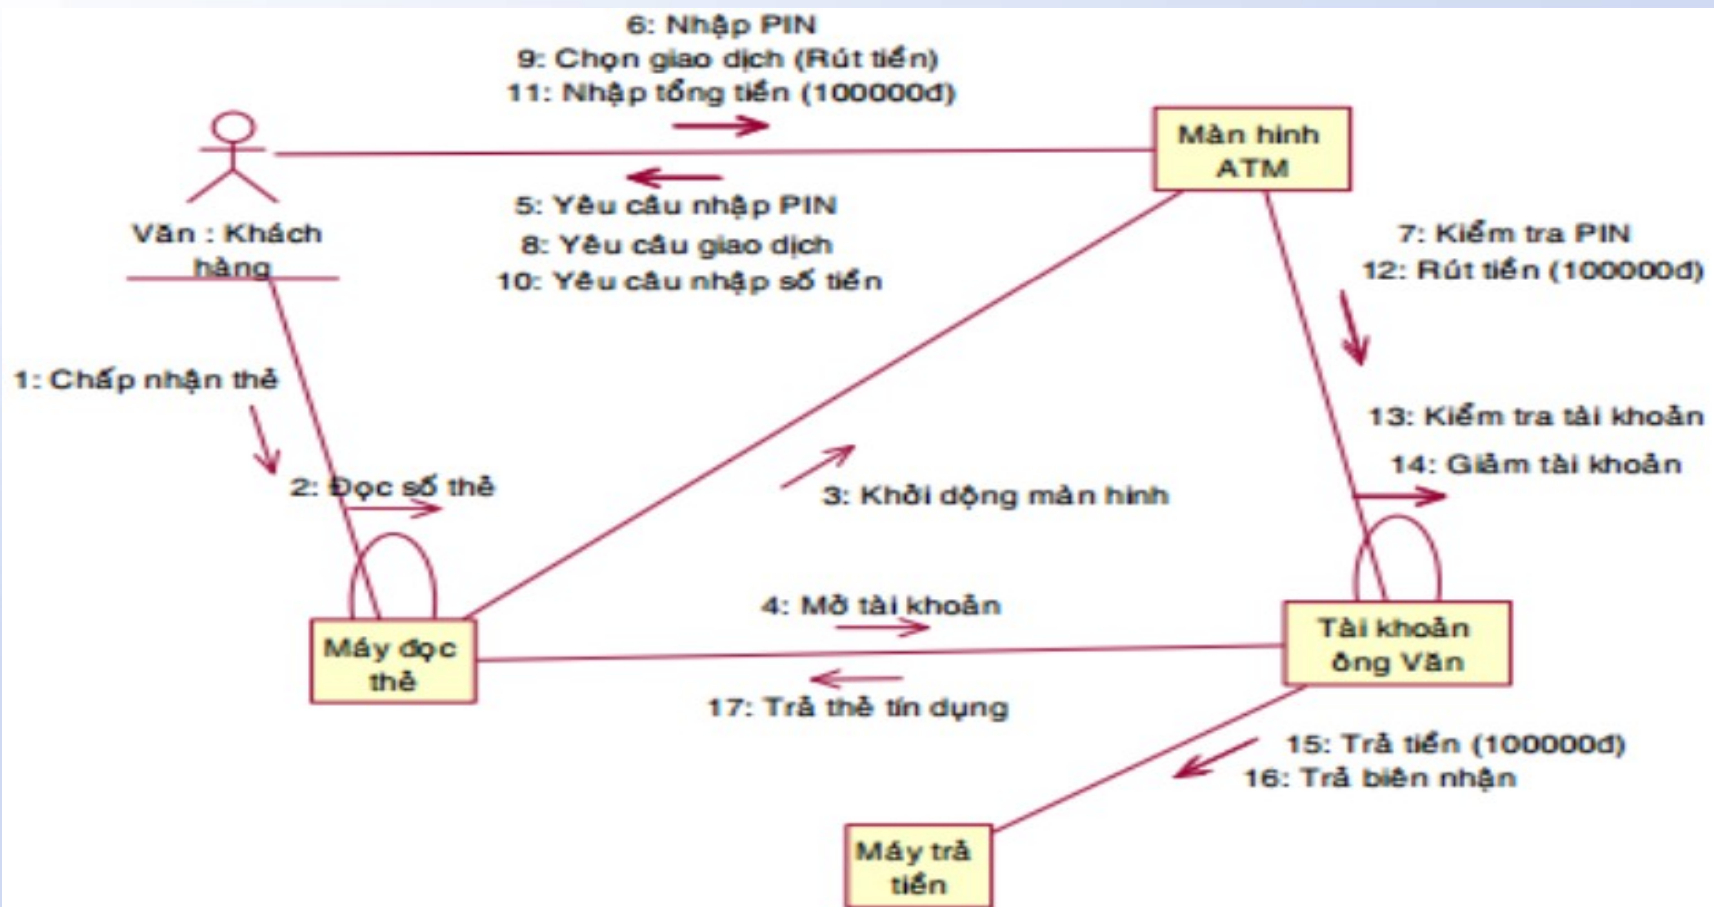 6: Nhập PIN
9: Chọn giao dịch (Rút tiền)
11: Nhập tổng tiền (100000đ)
Màn hình
ATM
5: Yêu câu nhập PIN
8: Yêu câu giao dịch
10: Yêu câu nhập số tiền
Văn : Khách
hàng
7: Kiểm tra PIN
12: Rút tiền (100000đ)
1: Chấp nhận thẻ
2: Đọc số thẻ
3: Khởi dộng màn hình
13: Kiểm tra tài khoản
14: Giảm tài khoản
4: Mở tài khoản
Máy đọc
thẻ
Tài khoản
ông Văn
17: Trả thẻ tín dụng
15: Trả tiền (100000đ)
16: Trả biên nhận
Máy trả
tiền